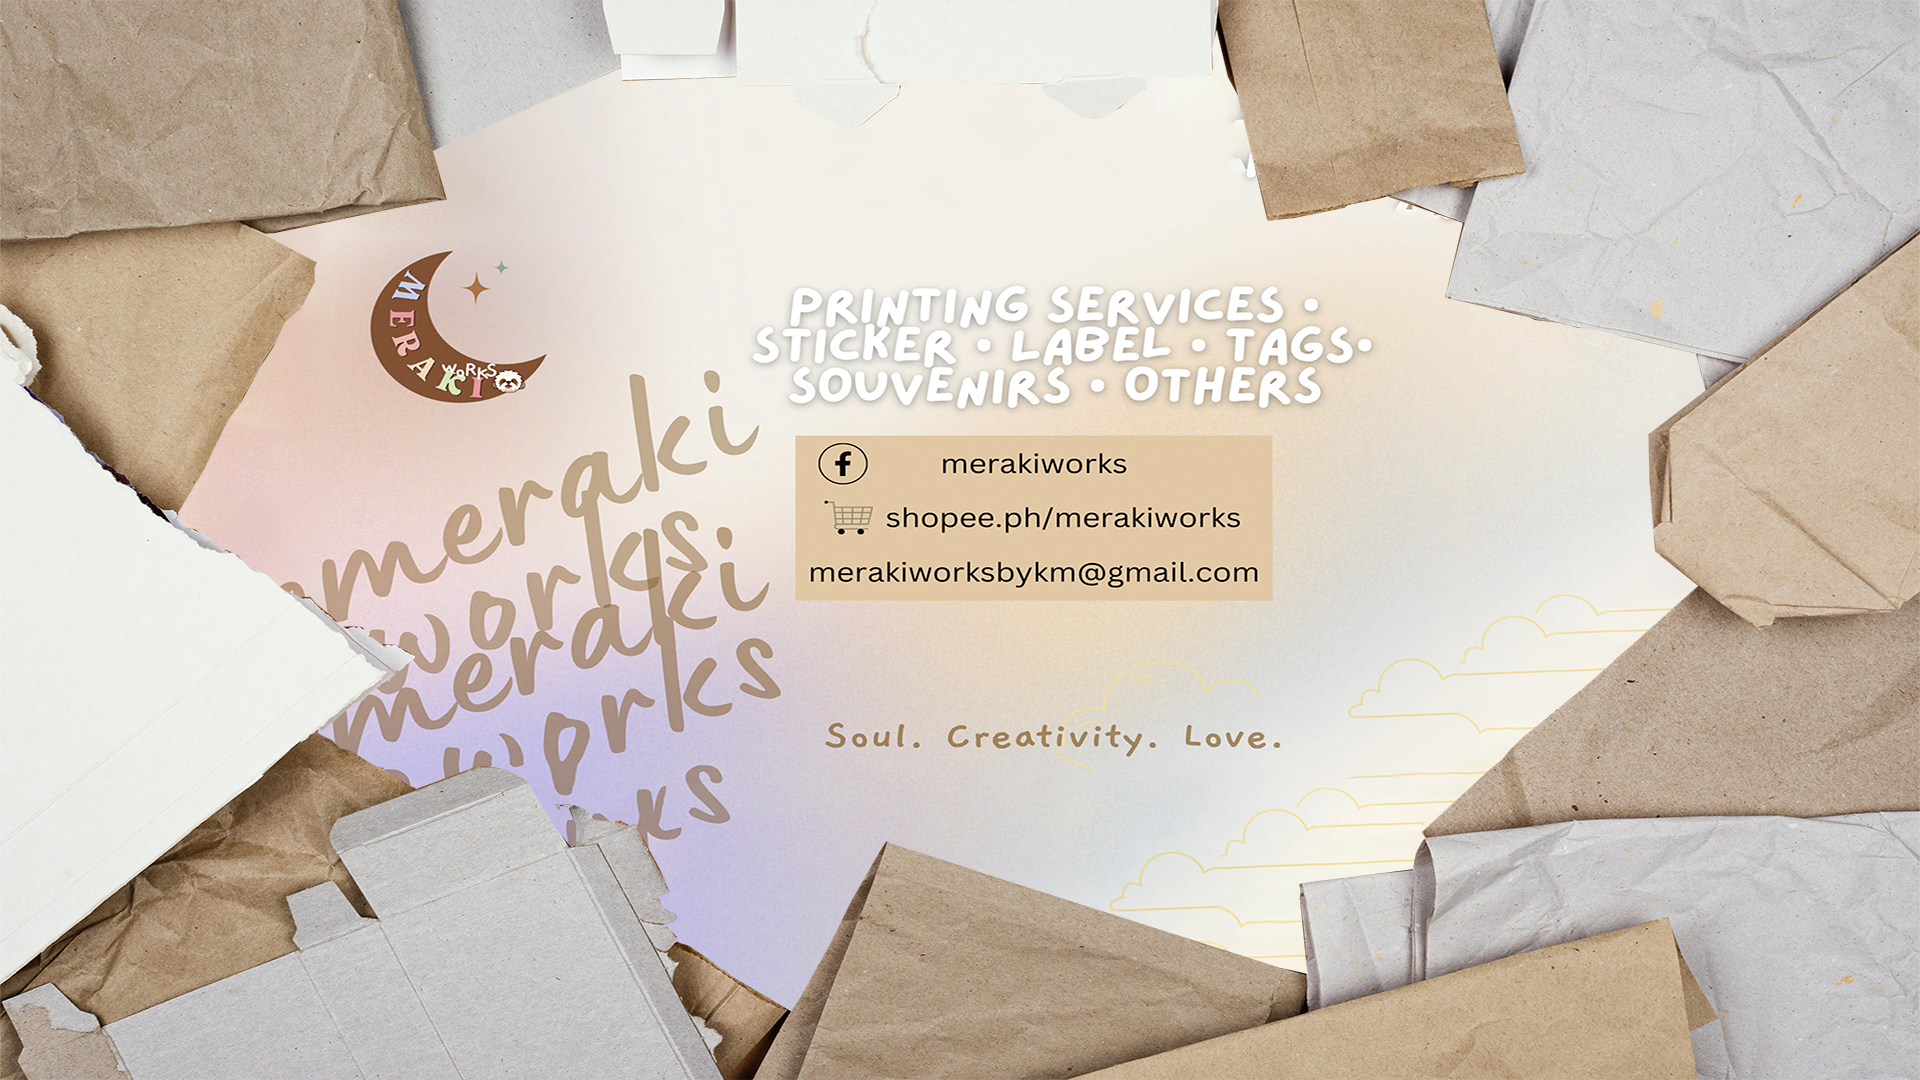 MERAKI
WORKS
PRINTING SERVICES •
STICKER • LABEL • TAGS•
SOUVENIRS • OTHERS
merakiworks
shopee.ph/merakiworks
merakiworksbykm@gmail.com
meraki
works
meraki
works
ks
Soul. Creativity. Love.